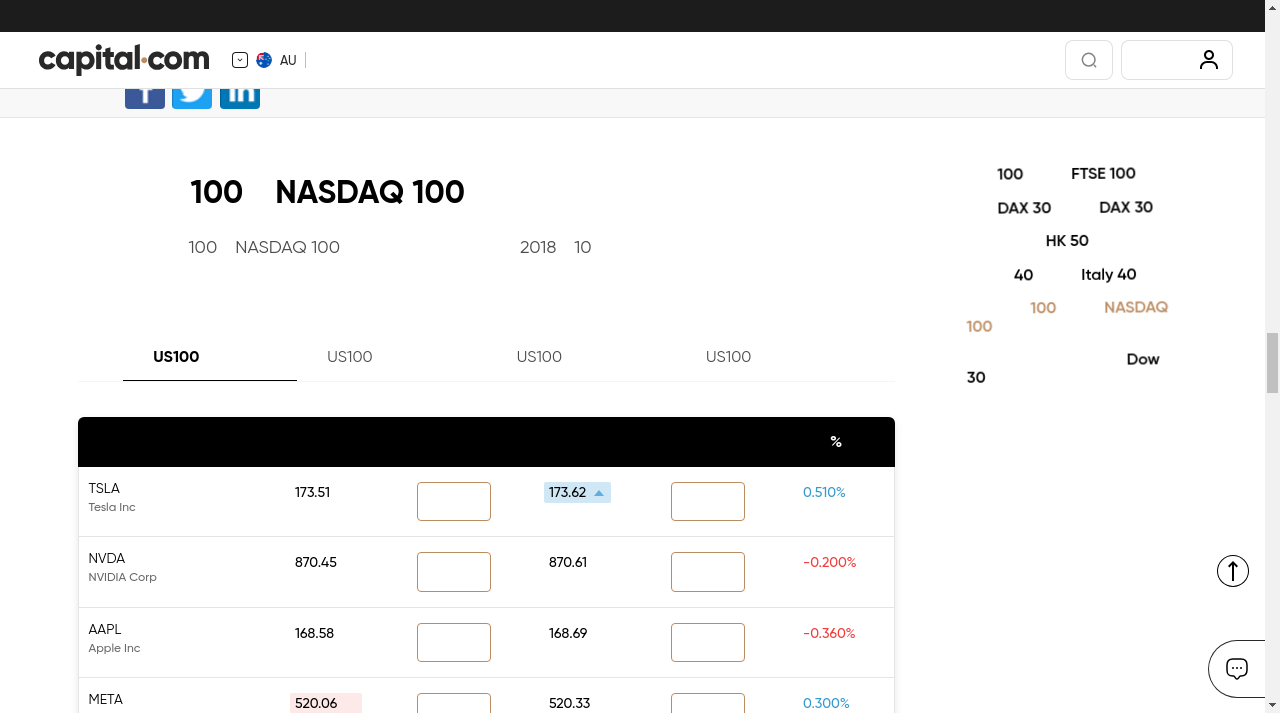 capital.com
AU
100 NASDAQ 100
100 NASDAQ 100 2018 10
100 FTSE 100
DAX 30 DAX 30
HK 50
40 Italy 40
100 NASDAQ
100
Dow
30
US100 US100 US100 US100
%
TSLA 173.51 173.62 0.510%
Tesla Inc
NVDA 870.45 870.61 -0.200%
NVIDIA Corp
AAPL 168.58 168.69 -0.360%
Apple Inc
META 520.06 520.33 0.300%